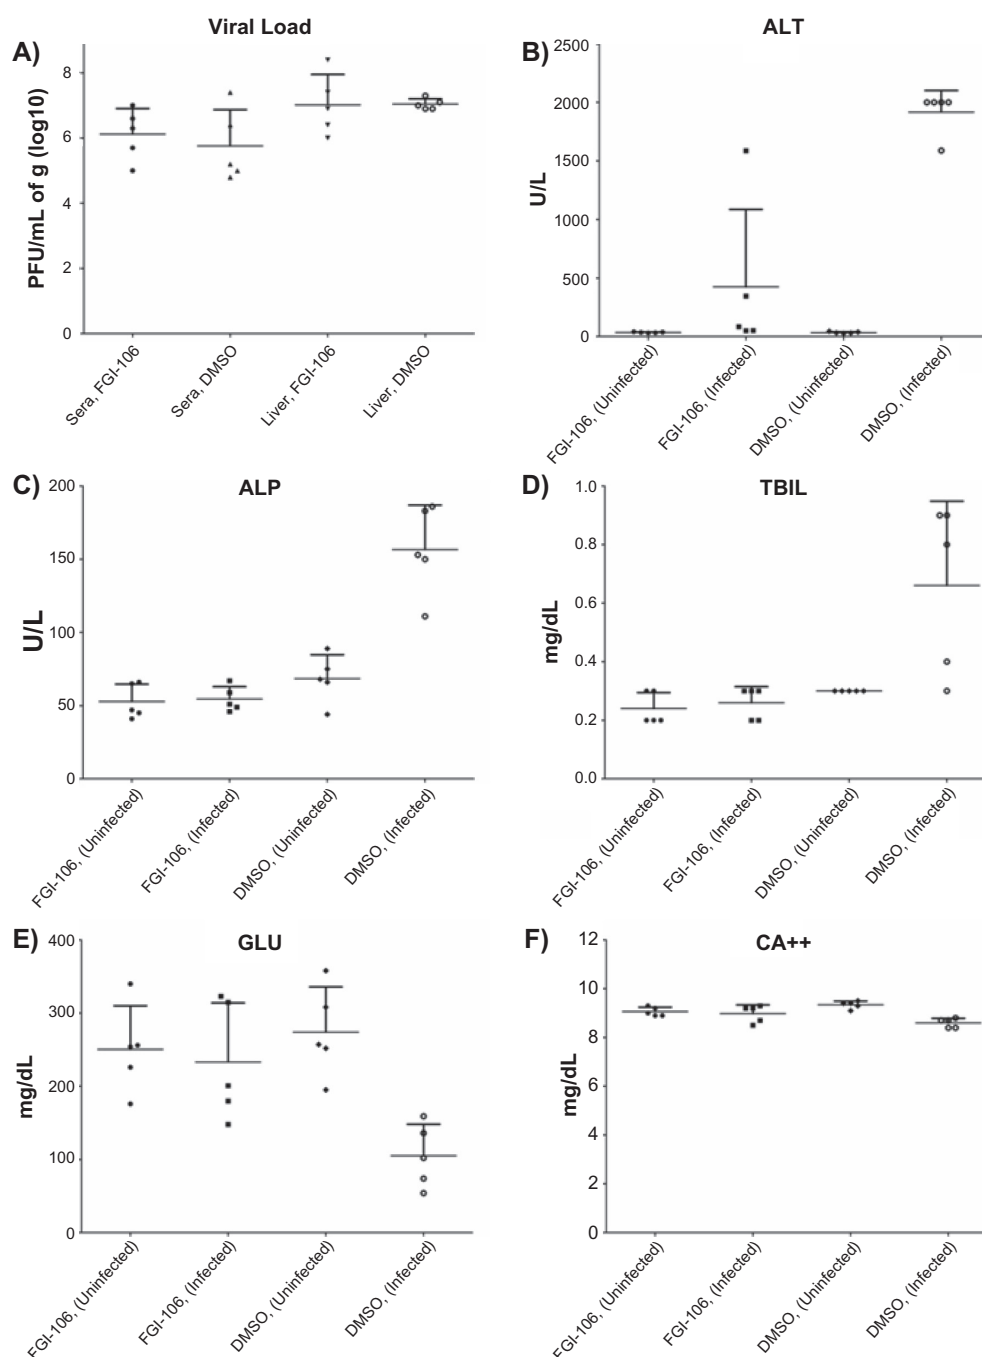 A)
Viral Load
PFU/mL of g (log10)
8
6
4
2
0
Sera, FGI-106
Sera, DMSO
Liver, FGI-106
Liver, DMSO
B)
ALT
U/L
2500
2000
1500
1000
500
0
FGI-106, (Uninfected)
FGI-106, (Infected)
DMSO, (Uninfected)
DMSO, (Infected)
C)
ALP
U/L
200
150
100
50
0
FGI-106, (Uninfected)
FGI-106, (Infected)
DMSO, (Uninfected)
DMSO, (Infected)
D)
TBIL
mg/dL
1.0
0.8
0.6
0.4
0.2
0.0
FGI-106, (Uninfected)
FGI-106, (Infected)
DMSO, (Uninfected)
DMSO, (Infected)
E)
GLU
mg/dL
400
300
200
100
0
FGI-106, (Uninfected)
FGI-106, (Infected)
DMSO, (Uninfected)
DMSO, (Infected)
F)
CA++
mg/dL
12
10
8
6
4
2
0
FGI-106, (Uninfected)
FGI-106, (Infected)
DMSO, (Uninfected)
DMSO, (Infected)